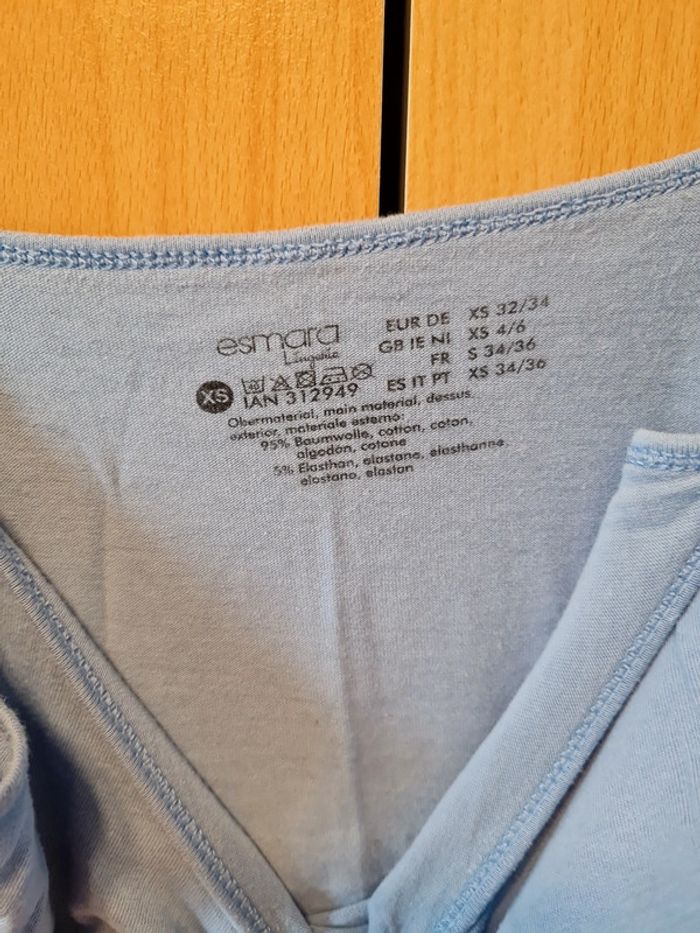 esmara
Lingerie
XS
IAN 312949
EUR DE XS 32/34
GB IE NI XS 4/6
FR S 34/36
ES IT PT XS 34/36
Obermaterial, main material, dessus,
exterior, materiale esterno:
95% Baumwolle, cotton, coton,
algodón, cotone
5% Elasthan, elastane, élasthanne,
elastano, elastan